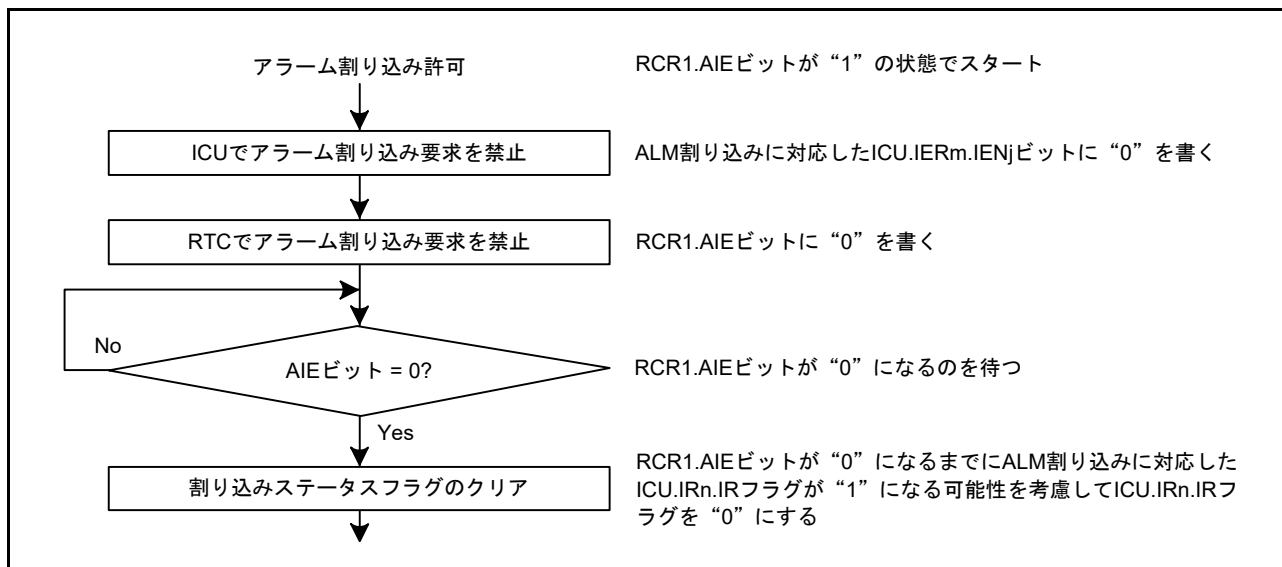 アラーム割り込み許可
RCR1.AIEビットが“1”の状態でスタート
ICUでアラーム割り込み要求を禁止
ALM割り込みに対応したICU.IERm.IENjビットに“0”を書く
RTCでアラーム割り込み要求を禁止
RCR1.AIEビットに“0”を書く
No
AIEビット = 0?
RCR1.AIEビットが“0”になるのを待つ
Yes
割り込みステータスフラグのクリア
RCR1.AIEビットが“0”になるまでにALM割り込みに対応した
ICU.IRn.IRフラグが“1”になる可能性を考慮してICU.IRn.IRフ
ラグを“0”にする